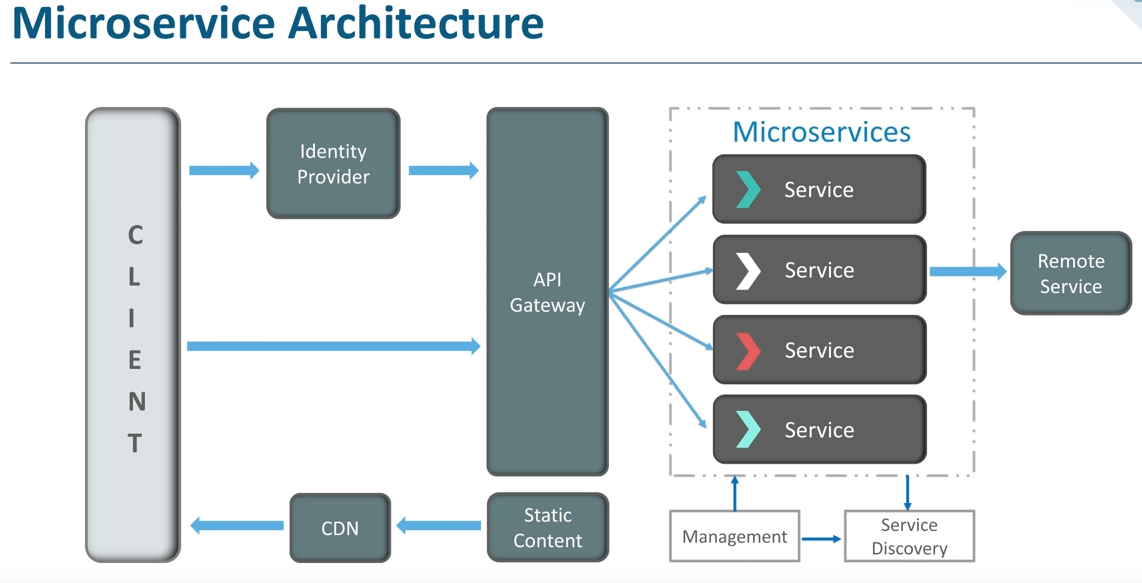 Microservice Architecture
CLIENT
Identity
Provider
API
Gateway
Microservices
Service
Service
Service
Service
Remote
Service
CDN
Static
Content
Management
Service
Discovery